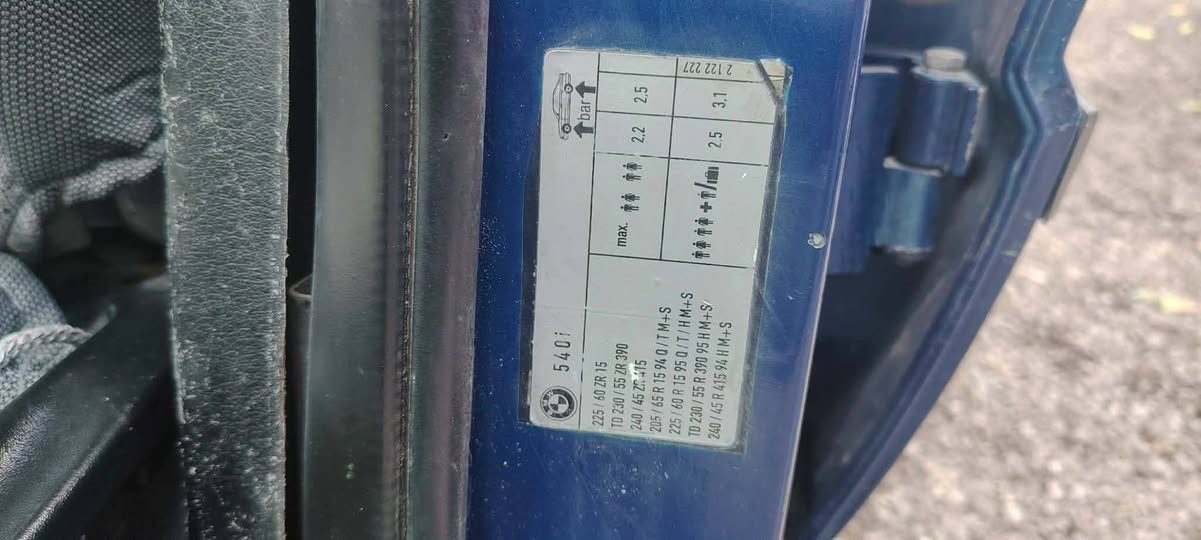 540i
bar
225 / 60 ZR 15
TD 230 / 55 ZR 390
240 / 45 ZR 415
205 / 65 R 15 94 Q / T M+S
225 / 60 R 15 95 Q / T / H M+S
TD 230 / 55 R 390 95 H M+S
240 / 45 R 415 94 H M+S
max.
2.2
2.5
2.5
3.1
2 122 227